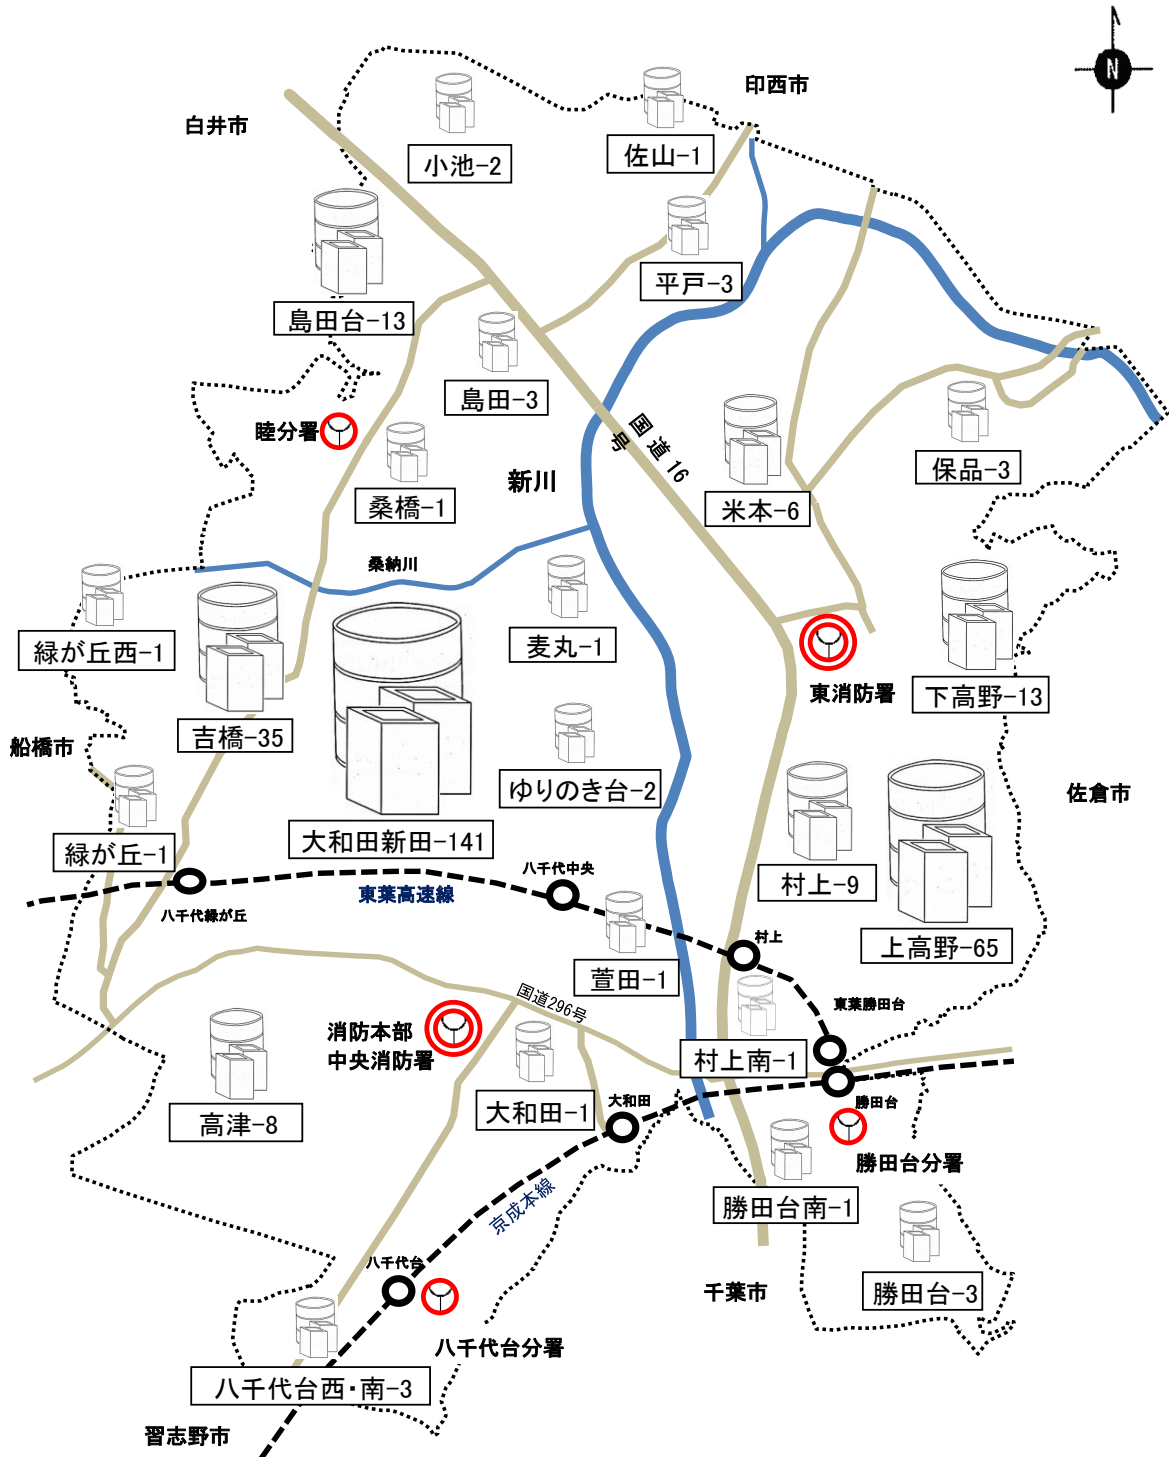 N
印西市
白井市
小池-2
佐山-1
平戸-3
島田台-13
島田-3
国道16号
睦分署
桑橋-1
新川
米本-6
保品-3
桑納川
緑が丘西-1
麦丸-1
東消防署
下高野-13
吉橋-35
船橋市
ゆりのき台-2
佐倉市
大和田新田-141
緑が丘-1
村上-9
八千代中央
東葉高速線
八千代緑が丘
上高野-65
村上
萱田-1
国道296号
東葉勝田台
消防本部
中央消防署
村上南-1
大和田-1
大和田
勝田台
高津-8
勝田台分署
京成本線
勝田台南-1
八千代台
千葉市
勝田台-3
八千代台分署
八千代台西・南-3
習志野市